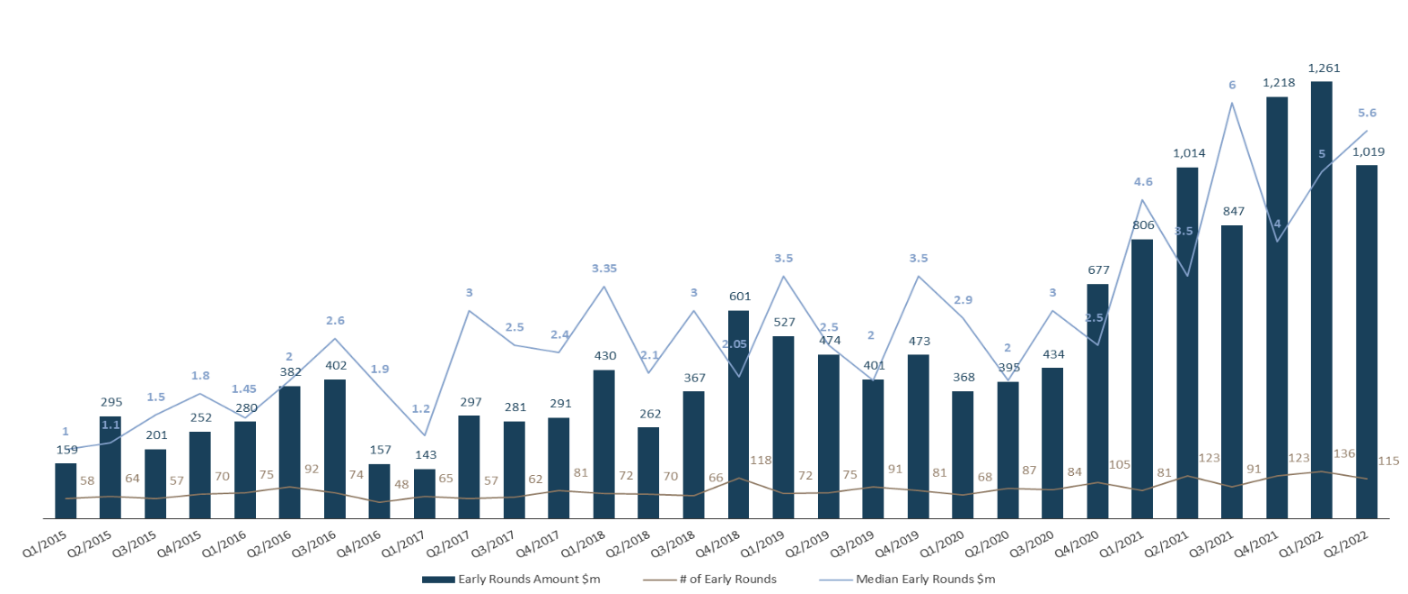 1,261
1,218
6
5.6
1,014
5
1,019
4.6
847
4
806
3.5
677
3.5
3.5
3.35
601
3
3
3
2.9
527
2.6
2.5
2.5
2.5
2.4
474
473
2.1
2.05
2
2
2
430
434
1.9
401
395
402
382
1.8
367
368
1.5
1.45
295
280
297
281
291
1.2
262
252
1.1
1
201
159
157
143
58
64
57
70
75
92
74
48
65
57
62
81
72
70
66
118
72
75
91
81
68
87
84
105
81
123
91
123
136
115
Q1/2015
Q2/2015
Q3/2015
Q4/2015
Q1/2016
Q2/2016
Q3/2016
Q4/2016
Q1/2017
Q2/2017
Q3/2017
Q4/2017
Q1/2018
Q2/2018
Q3/2018
Q4/2018
Q1/2019
Q2/2019
Q3/2019
Q4/2019
Q1/2020
Q2/2020
Q3/2020
Q4/2020
Q1/2021
Q2/2021
Q3/2021
Q4/2021
Q1/2022
Q2/2022
Early Rounds Amount $m
# of Early Rounds
Median Early Rounds $m